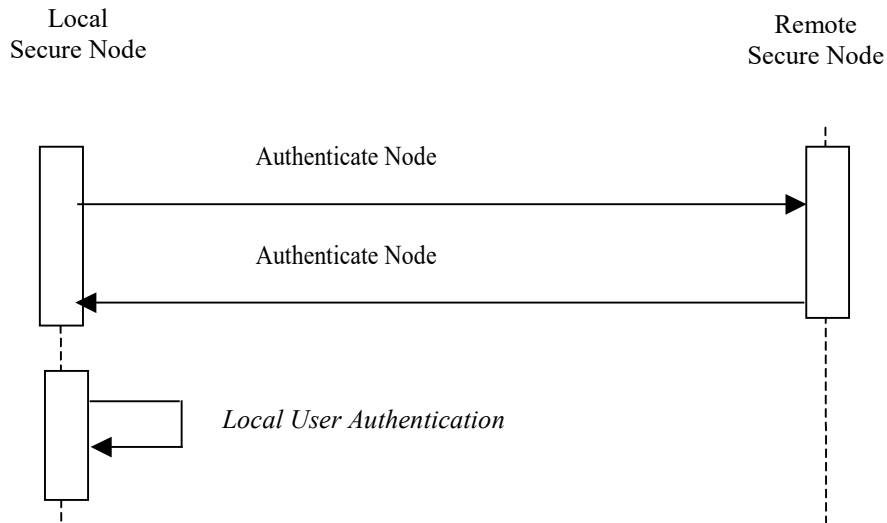 Local
Secure Node
Remote
Secure Node
Authenticate Node
Authenticate Node
Local User Authentication